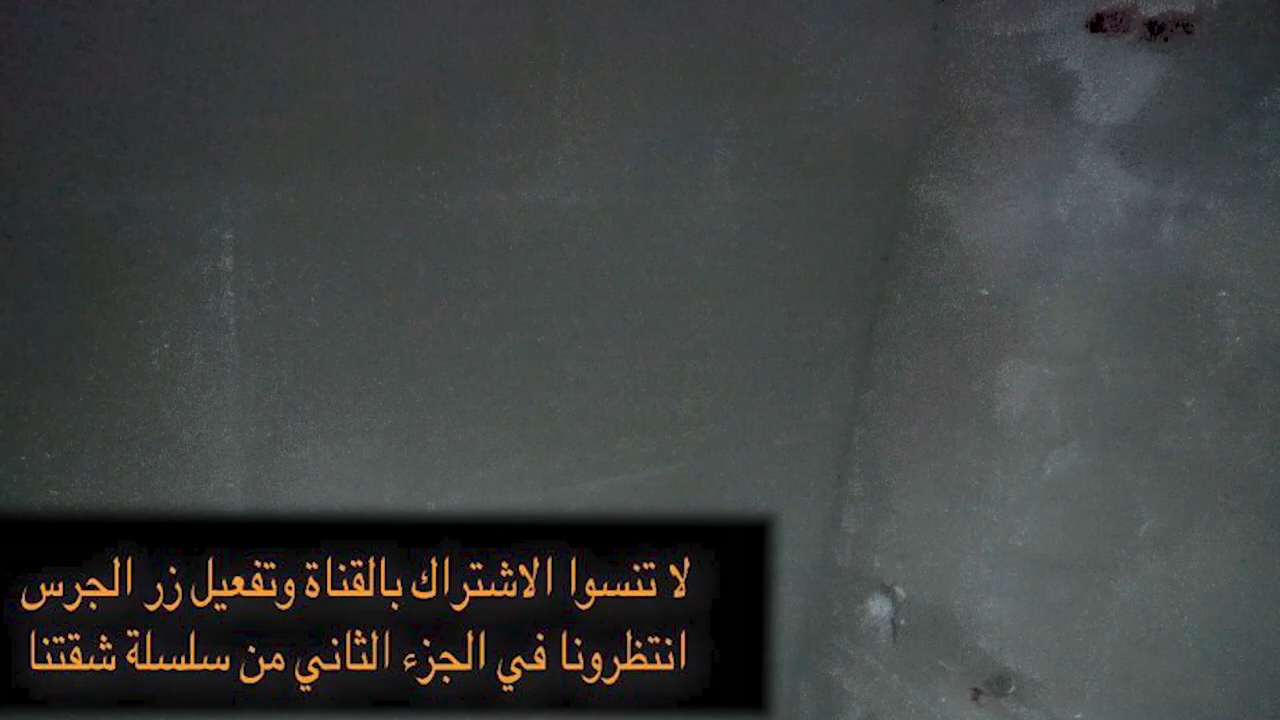 لا تنسوا الاشتراك بالقناة وتفعيل زر الجرس
انتظرونا في الجزء الثاني من سلسلة شقتنا